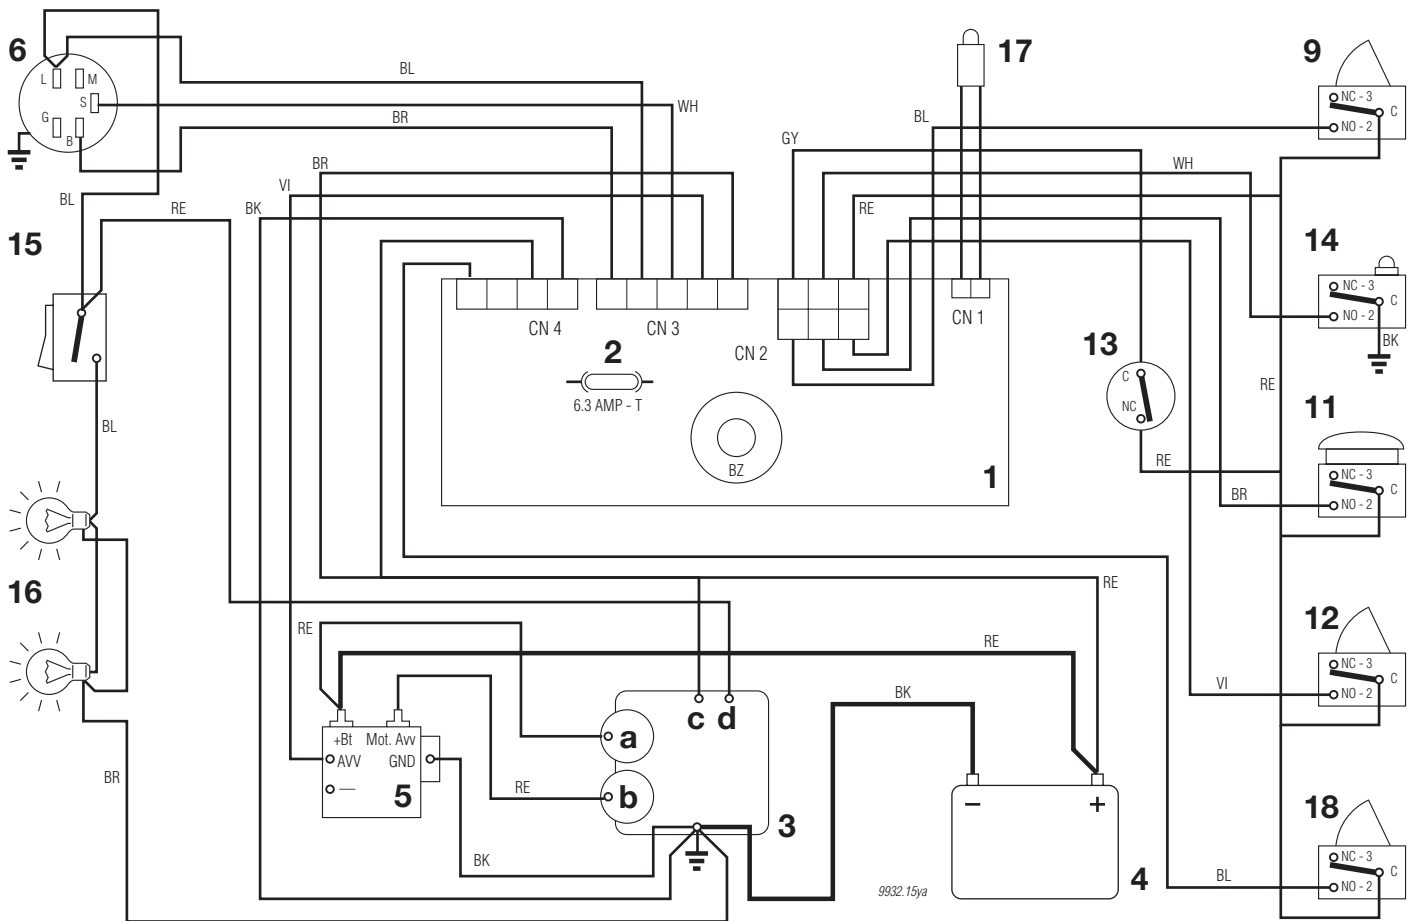 6
L
M
S
G
B
BL
WH
BR
BR
VI
BK
BL
RE
15
BL
16
BR
17
BL
GY
WH
RE
CN 4
CN 3
CN 2
CN 1
2
6.3 AMP - T
BZ
1
13
C
NC
RE
RE
9
NC - 3
C
NO - 2
14
NC - 3
C
NO - 2
BK
11
NC - 3
C
NO - 2
BR
12
NC - 3
C
NO - 2
VI
18
NC - 3
C
NO - 2
BL
RE
RE
RE
BK
c d
a
b
3
+Bt Mot. Avv
AVV GND
—
5
RE
BK
− +
4
9932.15ya